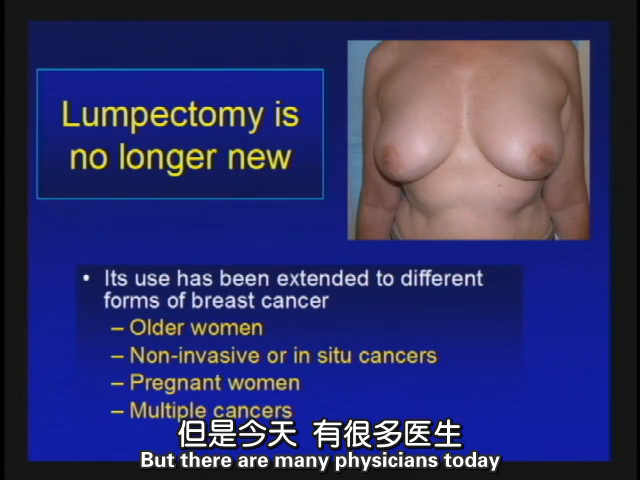 Lumpectomy is
no longer new
• Its use has been extended to different
forms of breast cancer
– Older women
– Non-invasive or in situ cancers
– Pregnant women
– Multiple cancers
但是今天 有很多医生
But there are many physicians today